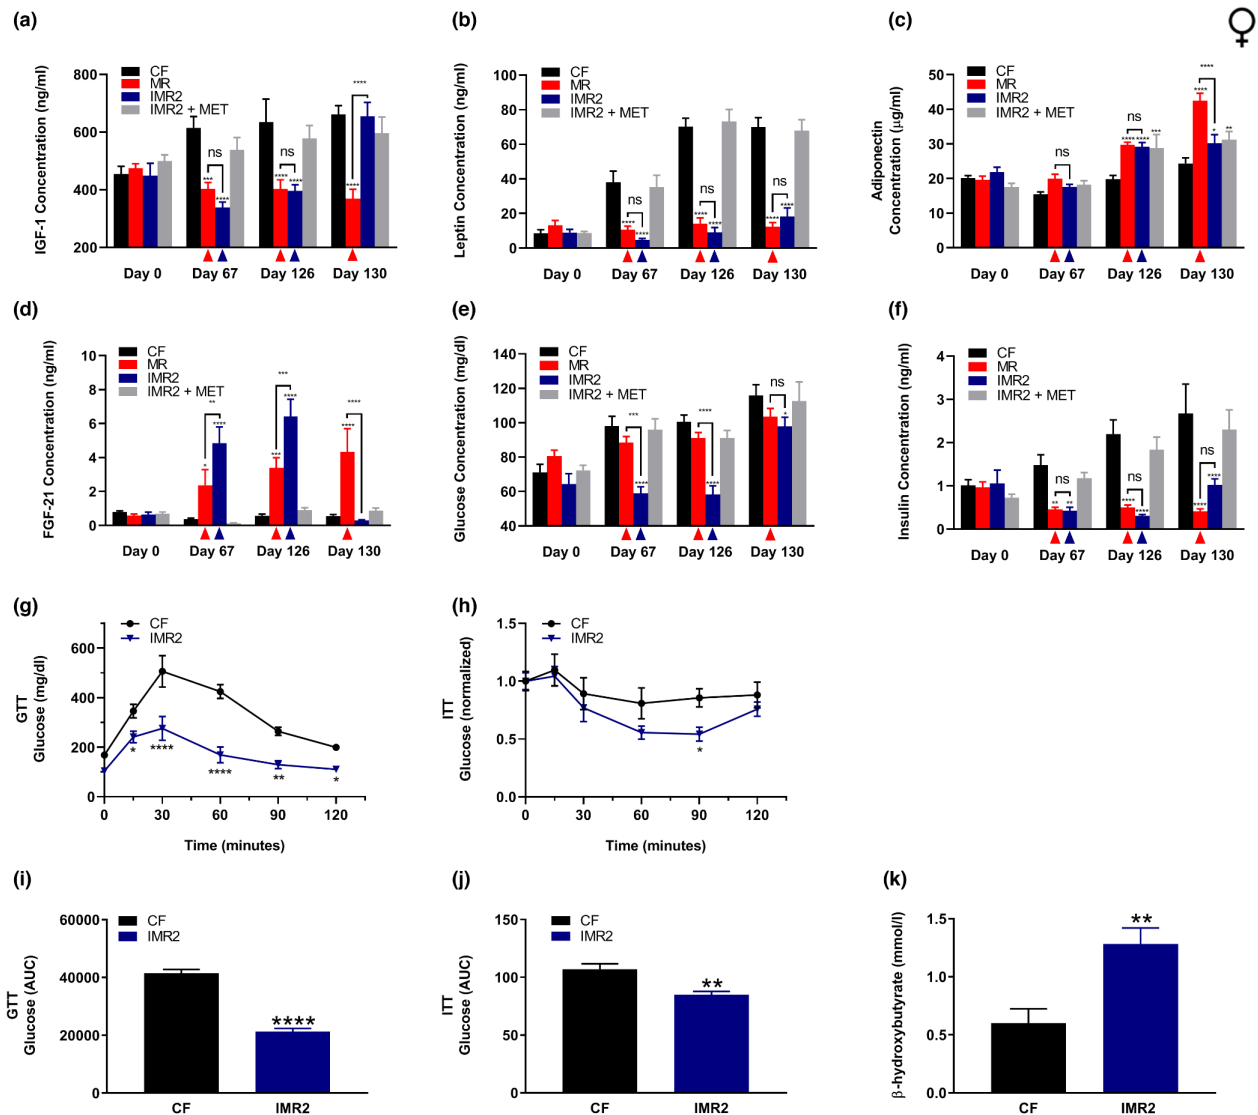 (a)
IGF-1 Concentration (ng/ml)
800
600
400
200
CF
MR
IMR2
IMR2 + MET
ns
***
****
ns
****
****
****
****
Day 0
Day 67
Day 126
Day 130
(b)
Leptin Concentration (ng/ml)
100
80
60
40
20
0
CF
MR
IMR2
IMR2 + MET
ns
****
****
ns
****
****
ns
****
****
Day 0
Day 67
Day 126
Day 130
(c)
♀
Adiponectin
Concentration (µg/ml)
50
40
30
20
10
0
CF
MR
IMR2
IMR2 + MET
ns
ns
****
****
***
****
****
*
**
Day 0
Day 67
Day 126
Day 130
(d)
FGF-21 Concentration (ng/ml)
10
8
6
4
2
0
CF
MR
IMR2
IMR2 + MET
**
*
****
***
***
****
****
****
Day 0
Day 67
Day 126
Day 130
(e)
Glucose Concentration (mg/dl)
140
120
100
80
60
40
CF
MR
IMR2
IMR2 + MET
***
****
****
****
ns
*
Day 0
Day 67
Day 126
Day 130
(f)
Insulin Concentration (ng/ml)
4
3
2
1
0
CF
MR
IMR2
IMR2 + MET
ns
**
**
ns
****
****
ns
****
****
Day 0
Day 67
Day 126
Day 130
(g)
GTT
Glucose (mg/dl)
600
400
200
0
CF
IMR2
*
****
****
**
*
0
30
60
90
120
Time (minutes)
(h)
ITT
Glucose (normalized)
1.5
1.0
0.5
0.0
CF
IMR2
*
0
30
60
90
120
Time (minutes)
(i)
GTT
Glucose (AUC)
60000
40000
20000
0
CF
IMR2
****
CF
IMR2
(j)
ITT
Glucose (AUC)
150
100
50
0
CF
IMR2
**
CF
IMR2
(k)
β-hydroxybutyrate (mmol/l)
1.5
1.0
0.5
0.0
**
CF
IMR2